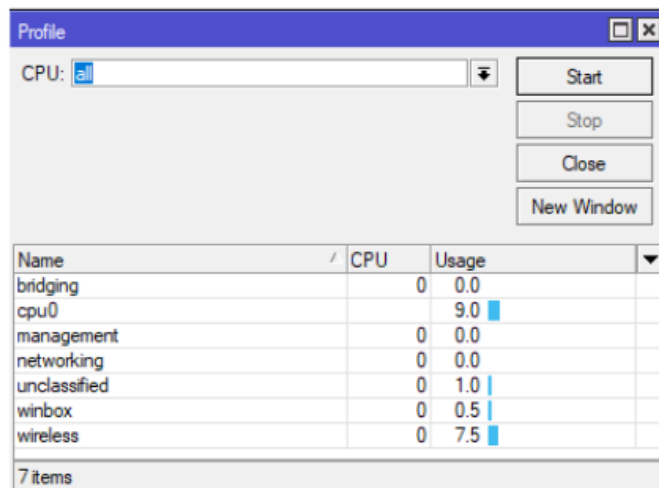 Profile
CPU: all
Start
Stop
Close
New Window
Name CPU Usage
bridging 0 0.0
cpu0 9.0
management 0 0.0
networking 0 0.0
unclassified 0 1.0
winbox 0 0.5
wireless 0 7.5
7 items